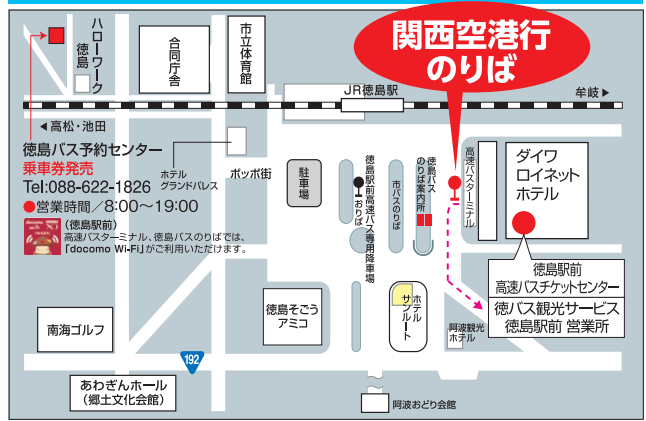 関西空港行
のりば
ハローワーク
徳島
合同庁舎
市立体育館
JR徳島駅
牟岐▶
◀高松・池田
徳島バス予約センター
乗車券発売
Tel:088-622-1826
●営業時間／8:00〜19:00
(徳島駅前)
高速バスターミナル、徳島バスのりばでは、
「docomo Wi-Fi」がご利用いただけます。
docomo
Wi-Fi
ホテル
グランドパレス
ポッポ街
駐車場
徳島駅前高速バス専用降車場
おりば
市バスのりば
徳島バス
のりば案内所
高速バスターミナル
ダイワ
ロイネット
ホテル
徳島駅前
高速バスチケットセンター
徳バス観光サービス
徳島駅前 営業所
南海ゴルフ
徳島そごう
アミコ
ホテル
サンルート
阿波観光
ホテル
192
あわぎんホール
(郷土文化会館)
阿波おどり会館